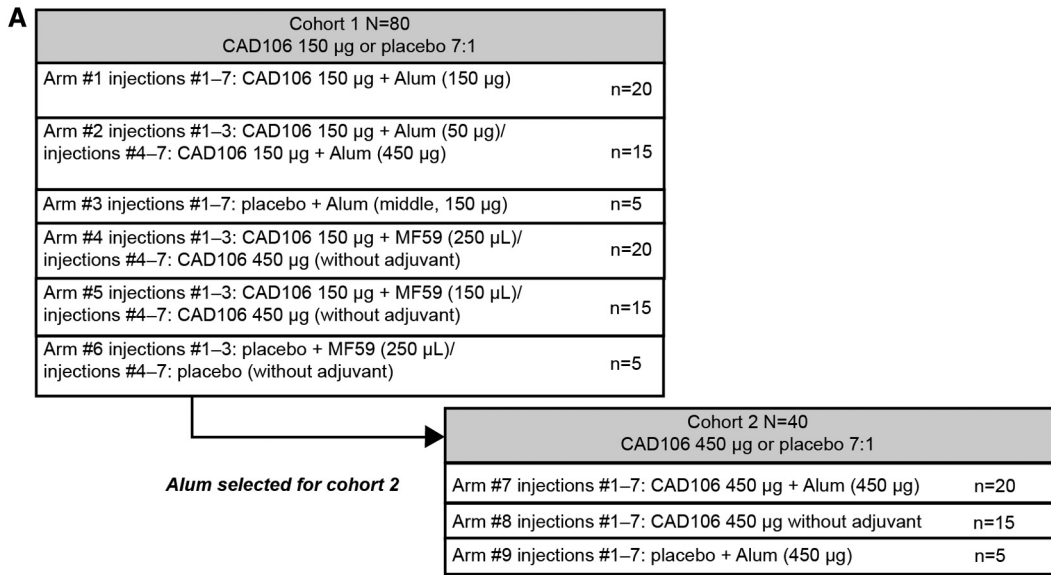 A
Cohort 1 N=80
CAD106 150 µg or placebo 7:1
Arm #1 injections #1–7: CAD106 150 µg + Alum (150 µg)
n=20
Arm #2 injections #1–3: CAD106 150 µg + Alum (50 µg)/
injections #4–7: CAD106 150 µg + Alum (450 µg)
n=15
Arm #3 injections #1–7: placebo + Alum (middle, 150 µg)
n=5
Arm #4 injections #1–3: CAD106 150 µg + MF59 (250 µL)/
injections #4–7: CAD106 450 µg (without adjuvant)
n=20
Arm #5 injections #1–3: CAD106 150 µg + MF59 (150 µL)/
injections #4–7: CAD106 450 µg (without adjuvant)
n=15
Arm #6 injections #1–3: placebo + MF59 (250 µL)/
injections #4–7: placebo (without adjuvant)
n=5
Alum selected for cohort 2
Cohort 2 N=40
CAD106 450 µg or placebo 7:1
Arm #7 injections #1–7: CAD106 450 µg + Alum (450 µg)
n=20
Arm #8 injections #1–7: CAD106 450 µg without adjuvant
n=15
Arm #9 injections #1–7: placebo + Alum (450 µg)
n=5